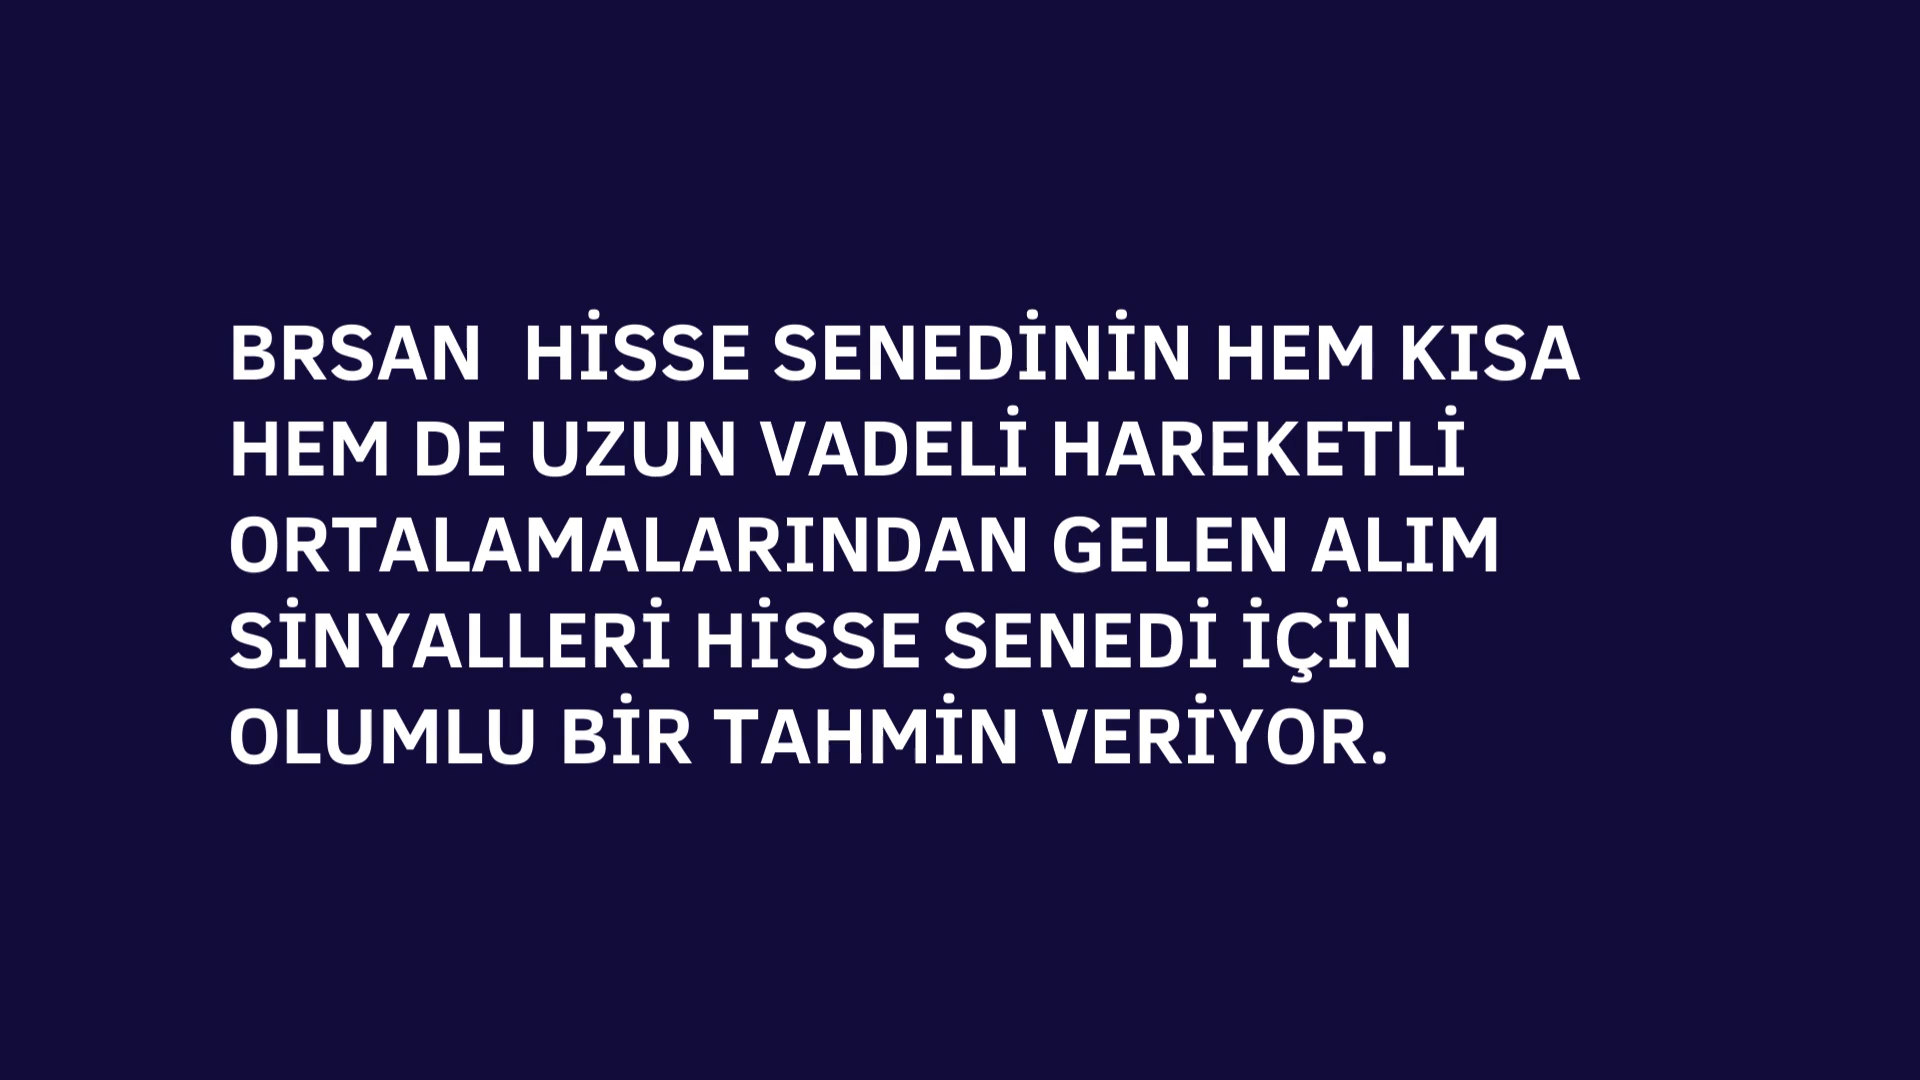 BRSAN  HİSSE SENEDİNİN HEM KISA
HEM DE UZUN VADELİ HAREKETLİ
ORTALAMALARINDAN GELEN ALIM
SİNYALLERİ HİSSE SENEDİ İÇİN
OLUMLU BİR TAHMİN VERİYOR.